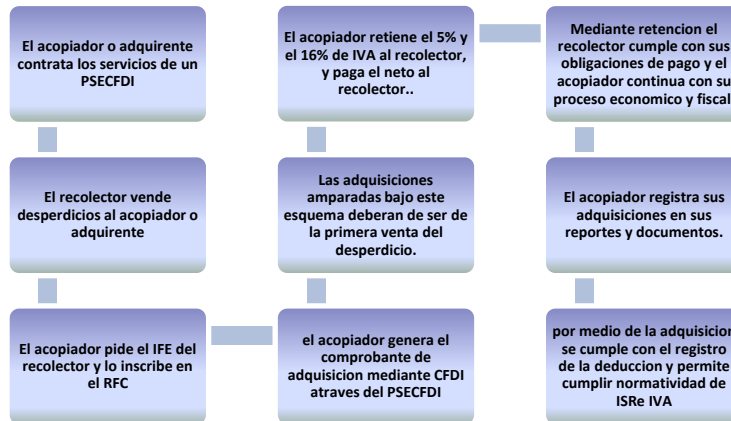 El acopiador o adquirente
contrata los servicios de un
PSECFDI
El recolector vende
desperdicios al acopiador o
adquirente
El acopiador pide el IFE del
recolector y lo inscribe en
el RFC
el acopiador genera el
comprobante de
adquisicion mediante CFDI
atraves del PSECFDI
Las adquisiciones
amparadas bajo este
esquema deberan de ser de
la primera venta del
desperdicio.
El acopiador retiene el 5% y
el 16% de IVA al recolector,
y paga el neto al
recolector..
Mediante retencion el
recolector cumple con sus
obligaciones de pago y el
acopiador continua con su
proceso economico y fiscal
El acopiador registra sus
adquisiciones en sus
reportes y documentos.
por medio de la adquisicion
se cumple con el registro
de la deduccion y permite
cumplir normatividad de
ISRe IVA